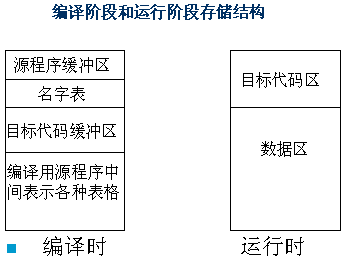 编译阶段和运行阶段存储结构
源程序缓冲区
名字表
目标代码缓冲区
编译用源程序中
间表示各种表格
目标代码区
数据区
编译时
运行时